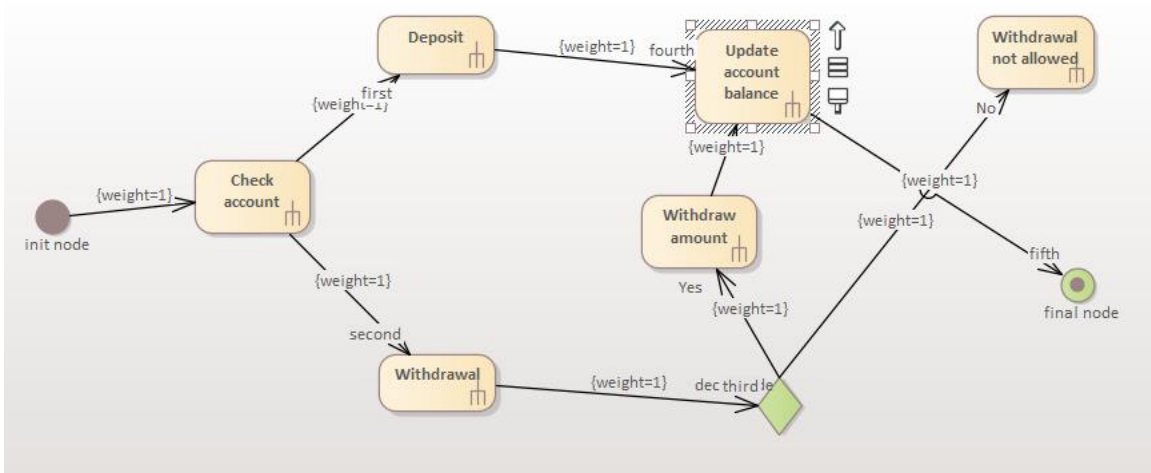 Deposit
{weight=1}
fourth
Update
account
balance
Withdrawal
not allowed
first
{weight=1}
No
{weight=1}
Check
account
{weight=1}
{weight=1}
init node
Withdraw
amount
{weight=1}
fifth
{weight=1}
Yes
{weight=1}
final node
second
Withdrawal
{weight=1}
third